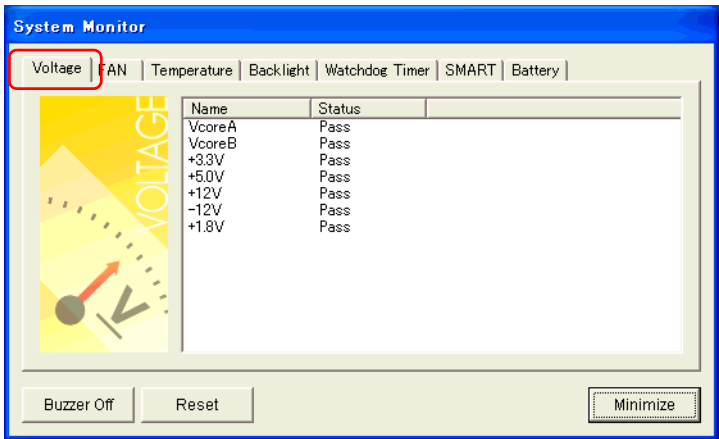 System Monitor
Voltage FAN Temperature Backlight Watchdog Timer SMART Battery
VOLTAGE
V
Name Status
VcoreA Pass
VcoreB Pass
+3.3V Pass
+5.0V Pass
+12V Pass
-12V Pass
+1.8V Pass
Buzzer Off Reset Minimize